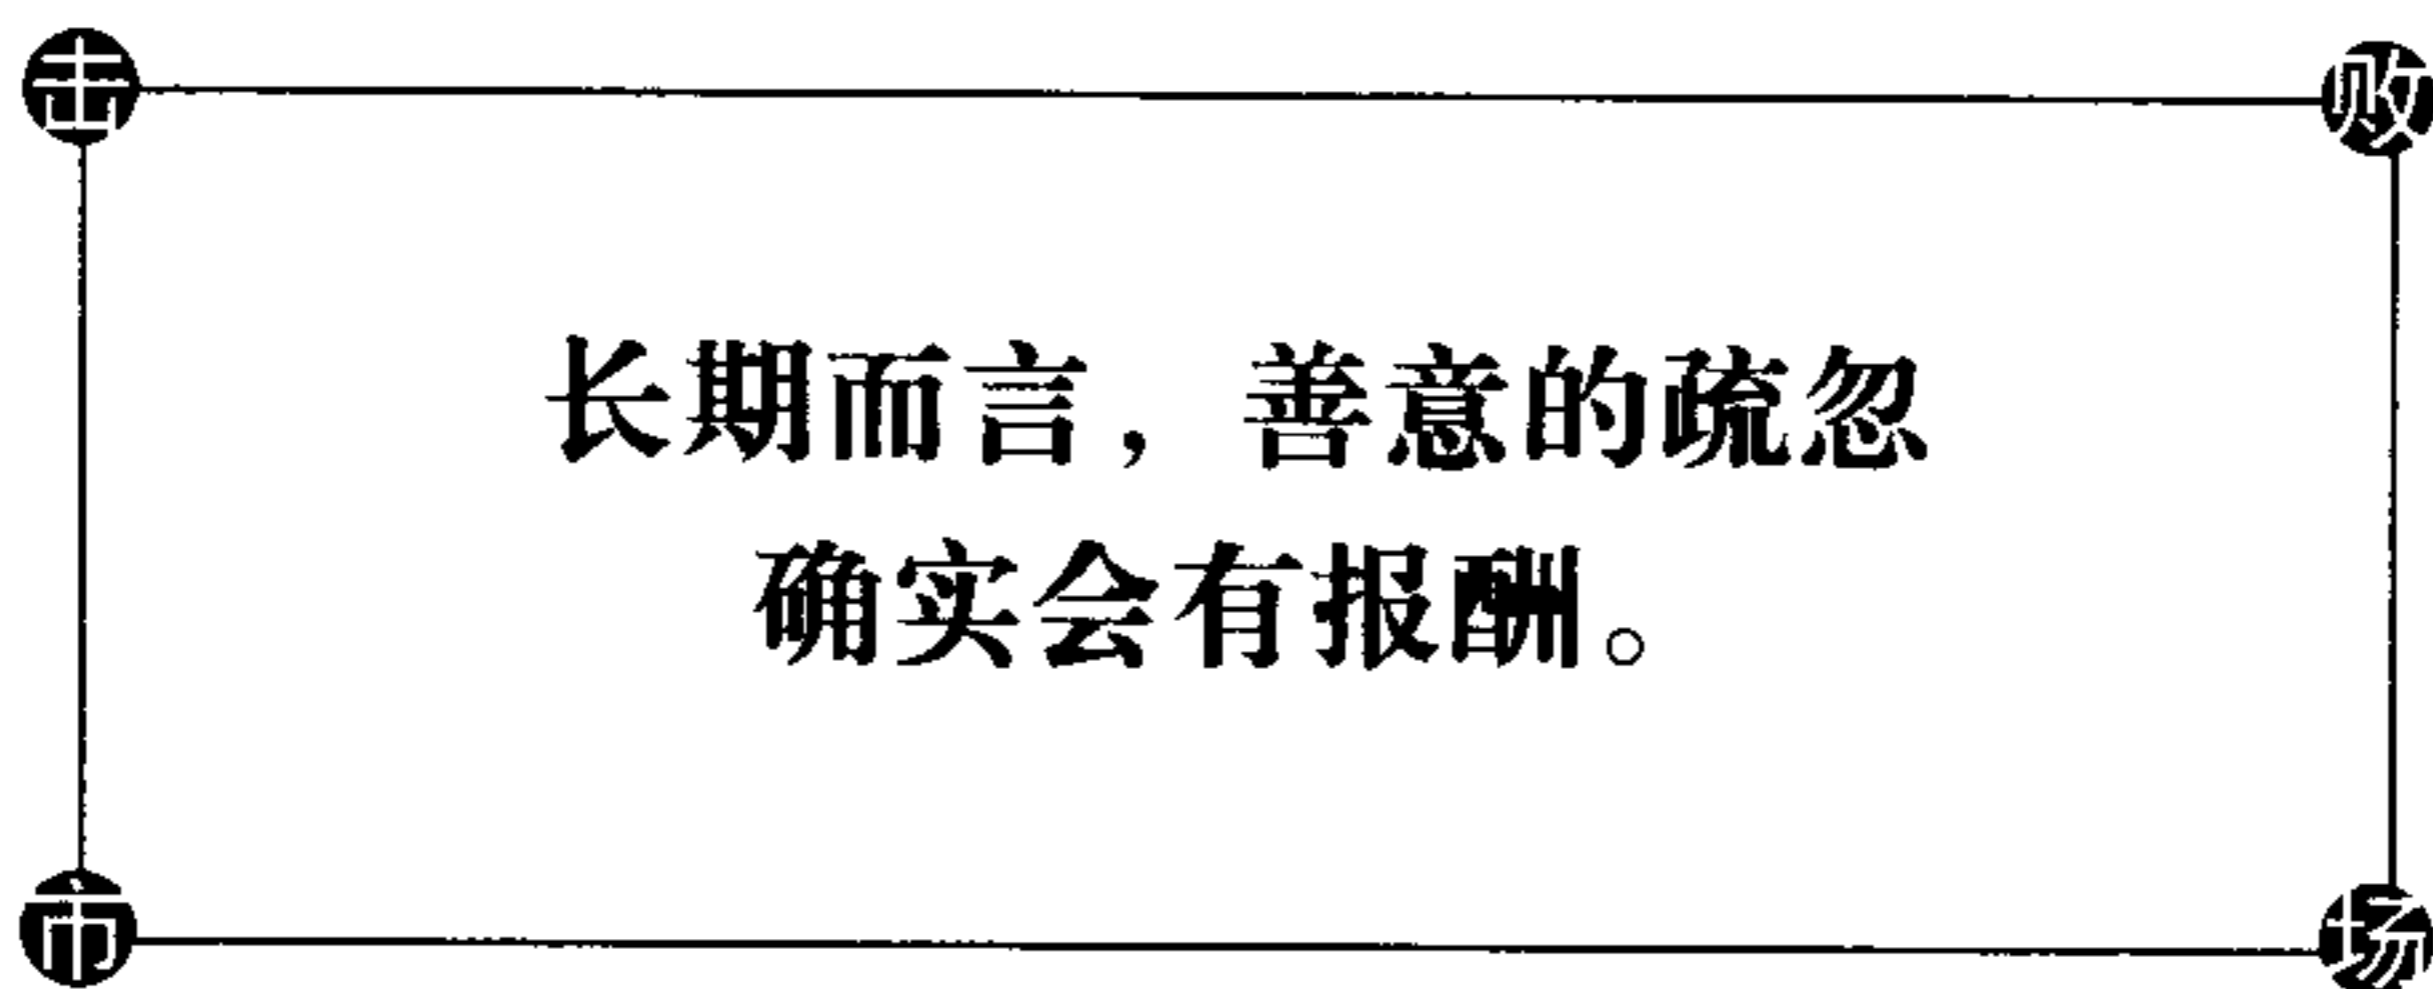 击 败
长期而言，善意的疏忽
确实会有报酬。
市 场